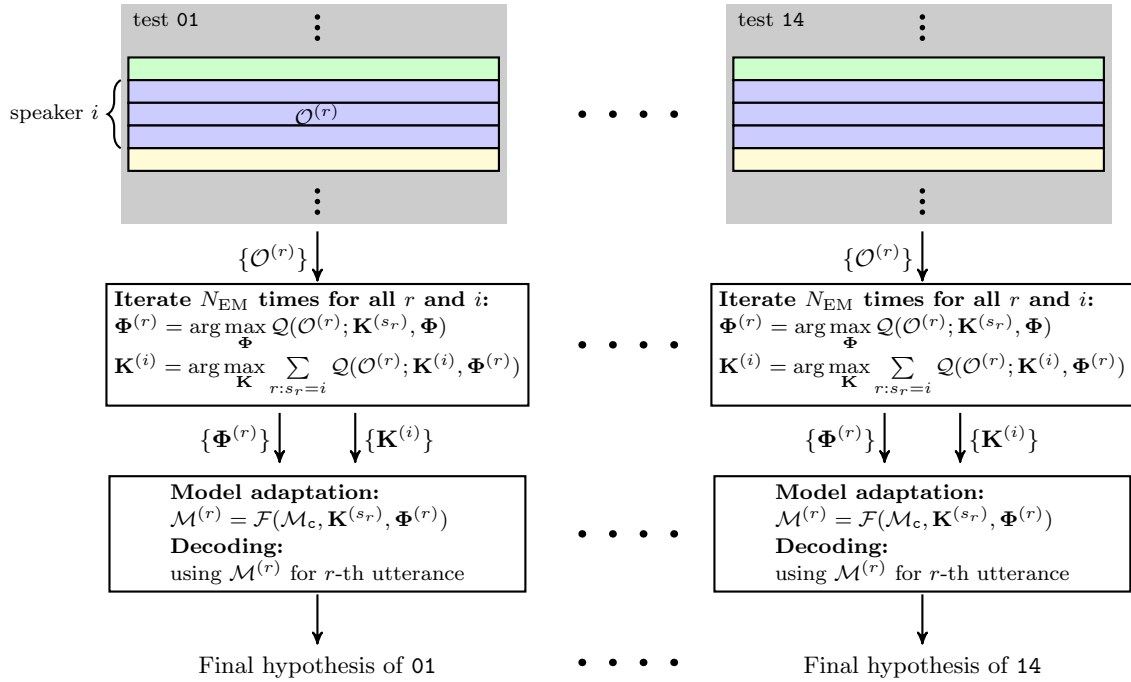 test 01
test 14
speaker i
𝒪^(r)
{𝒪^(r)}
{𝒪^(r)}
Iterate N_EM times for all r and i:
Φ^(r) = arg max_Φ 𝒬(𝒪^(r); K^(s_r), Φ)
K^(i) = arg max_K ∑_{r:s_r=i} 𝒬(𝒪^(r); K^(i), Φ^(r))
Iterate N_EM times for all r and i:
Φ^(r) = arg max_Φ 𝒬(𝒪^(r); K^(s_r), Φ)
K^(i) = arg max_K ∑_{r:s_r=i} 𝒬(𝒪^(r); K^(i), Φ^(r))
{Φ^(r)} {K^(i)}
{Φ^(r)} {K^(i)}
Model adaptation:
ℳ^(r) = ℱ(ℳ_c, K^(s_r), Φ^(r))
Decoding:
using ℳ^(r) for r-th utterance
Model adaptation:
ℳ^(r) = ℱ(ℳ_c, K^(s_r), Φ^(r))
Decoding:
using ℳ^(r) for r-th utterance
Final hypothesis of 01
Final hypothesis of 14